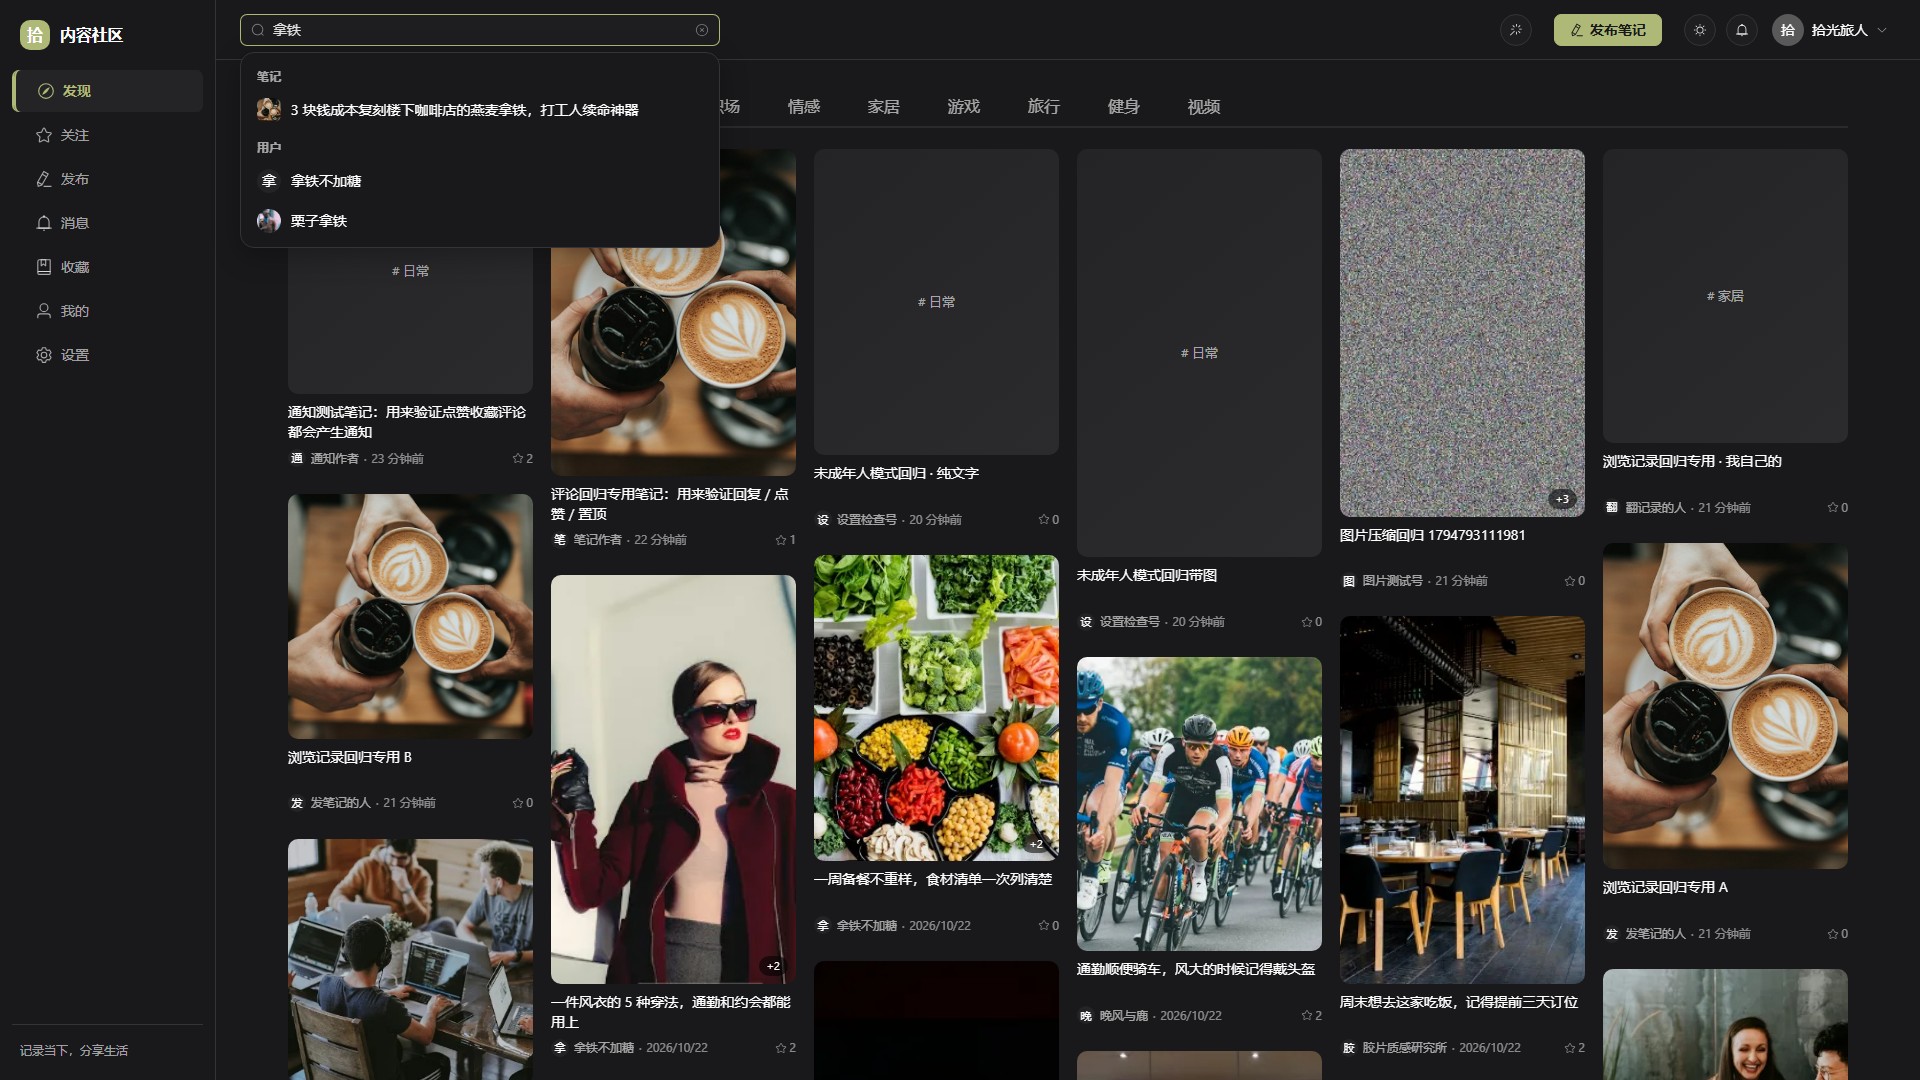 拾 内容社区
拿铁
发布笔记
拾 拾光旅人
发现
关注
发布
消息
收藏
我的
设置
记录当下，分享生活
笔记
3 块钱成本复刻楼下咖啡店的燕麦拿铁，打工人续命神器
用户
拿 拿铁不加糖
栗子拿铁
情感 家居 游戏 旅行 健身 视频
# 日常
通知测试笔记：用来验证点赞收藏评论
都会产生通知
通 通知作者 · 23 分钟前 2
浏览记录回归专用 B
发 发笔记的人 · 21 分钟前 0
评论回归专用笔记：用来验证回复 / 点
赞 / 置顶
笔 笔记作者 · 22 分钟前 1
+2
一件风衣的 5 种穿法，通勤和约会都能
用上
拿 拿铁不加糖 · 2026/10/22 2
# 日常
未成年人模式回归 · 纯文字
设 设置检查号 · 20 分钟前 0
+2
一周备餐不重样，食材清单一次列清楚
拿 拿铁不加糖 · 2026/10/22 0
# 日常
未成年人模式回归带图
设 设置检查号 · 20 分钟前 0
通勤顺便骑车，风大的时候记得戴头盔
晚 晚风与鹿 · 2026/10/22 2
+3
图片压缩回归 1794793111981
图 图片测试号 · 21 分钟前 0
周末想去这家吃饭，记得提前三天订位
胶 胶片质感研究所 · 2026/10/22 2
# 家居
浏览记录回归专用 · 我自己的
翻 翻记录的人 · 21 分钟前 0
浏览记录回归专用 A
发 发笔记的人 · 21 分钟前 0